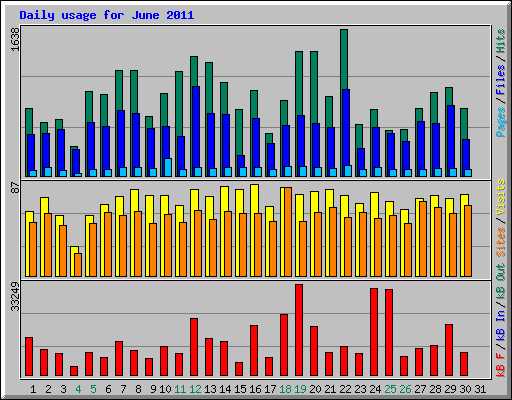 Daily usage for June 2011
1638
Pages / Files / Hits
87
Sites / Visits
33249
kB F / kB In / kB Out
1 2 3 4 5 6 7 8 9 10 11 12 13 14 15 16 17 18 19 20 21 22 23 24 25 26 27 28 29 30 31